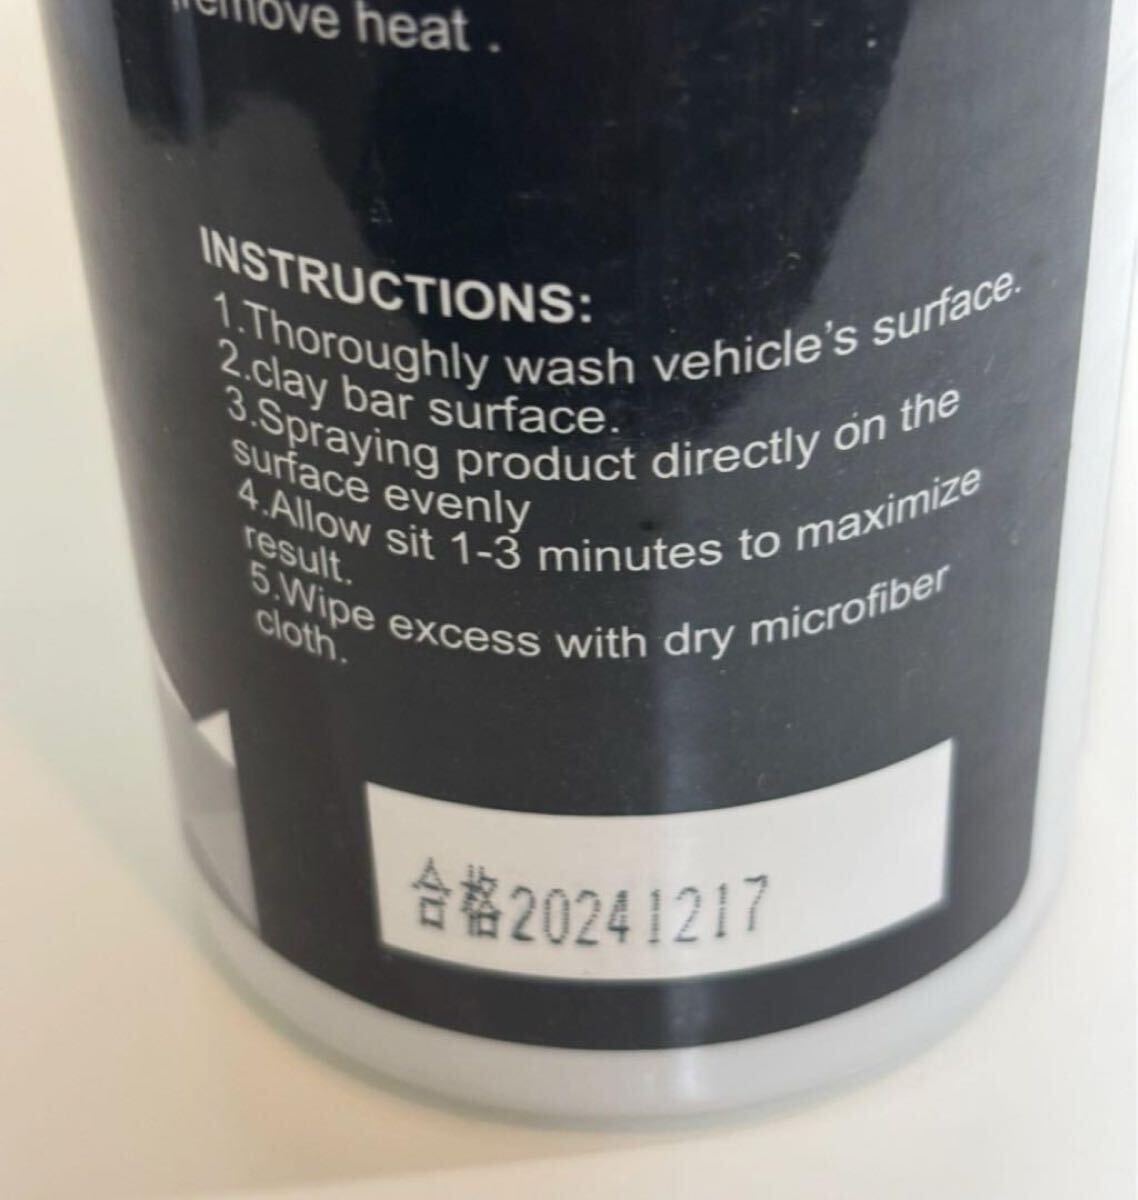 remove heat .
INSTRUCTIONS:
1.Thoroughly wash vehicle's surface.
2.clay bar surface.
3.Spraying product directly on the
surface evenly
4.Allow sit 1-3 minutes to maximize
result.
5.Wipe excess with dry microfiber
cloth.
合格20241217